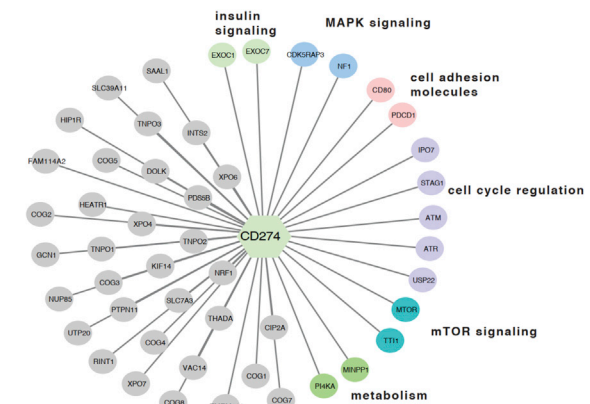 insulin
signaling
MAPK signaling
EXOC1
EXOC7
CDK5RAP3
NF1
cell adhesion
molecules
CD80
PDCD1
SAAL1
SLC39A11
HIP1R
TNPO3
INTS2
IPO7
FAM114A2
COG5
DOLK
XPO6
STAG1
cell cycle regulation
PDS5B
HEATR1
COG2
XPO4
ATM
CD274
TNPO2
TNPO1
GCN1
ATR
KIF14
NRF1
COG3
USP22
NUP85
SLC7A3
PTPN11
MTOR
mTOR signaling
THADA
CIP2A
UTP20
COG4
TTI1
RINT1
VAC14
COG1
MINPP1
XPO7
PI4KA
metabolism
COG8
COG7